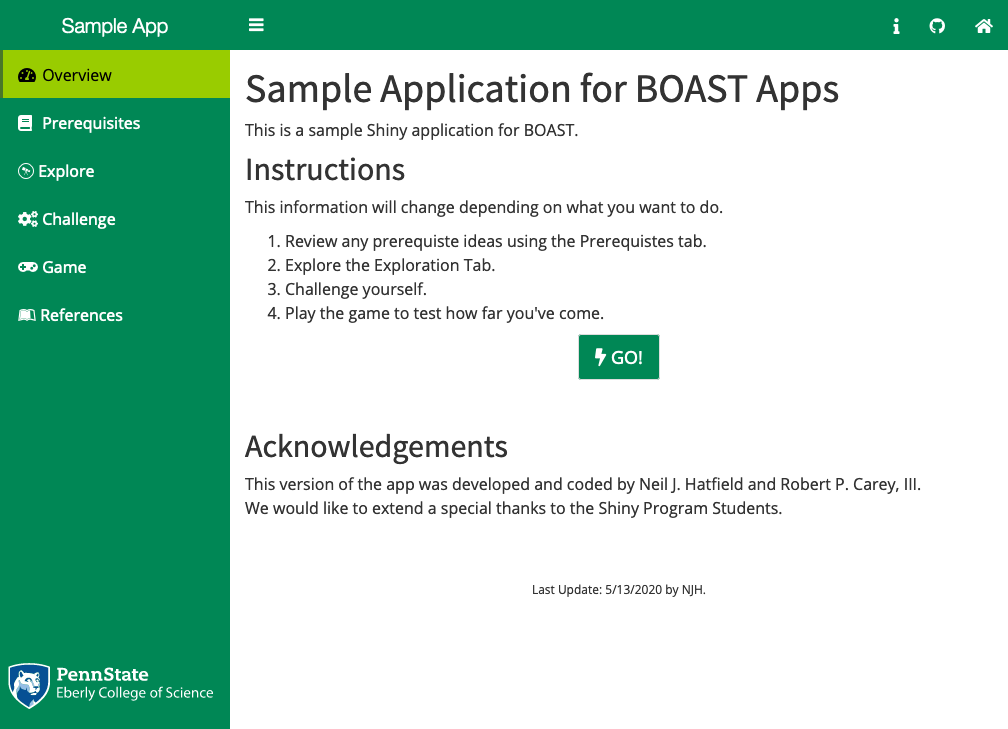 Sample App
Overview
Prerequisites
Explore
Challenge
Game
References
PennState
Eberly College of Science
Sample Application for BOAST Apps
This is a sample Shiny application for BOAST.
Instructions
This information will change depending on what you want to do.
1. Review any prerequiste ideas using the Prerequistes tab.
2. Explore the Exploration Tab.
3. Challenge yourself.
4. Play the game to test how far you've come.
GO!
Acknowledgements
This version of the app was developed and coded by Neil J. Hatfield and Robert P. Carey, III.
We would like to extend a special thanks to the Shiny Program Students.
Last Update: 5/13/2020 by NJH.